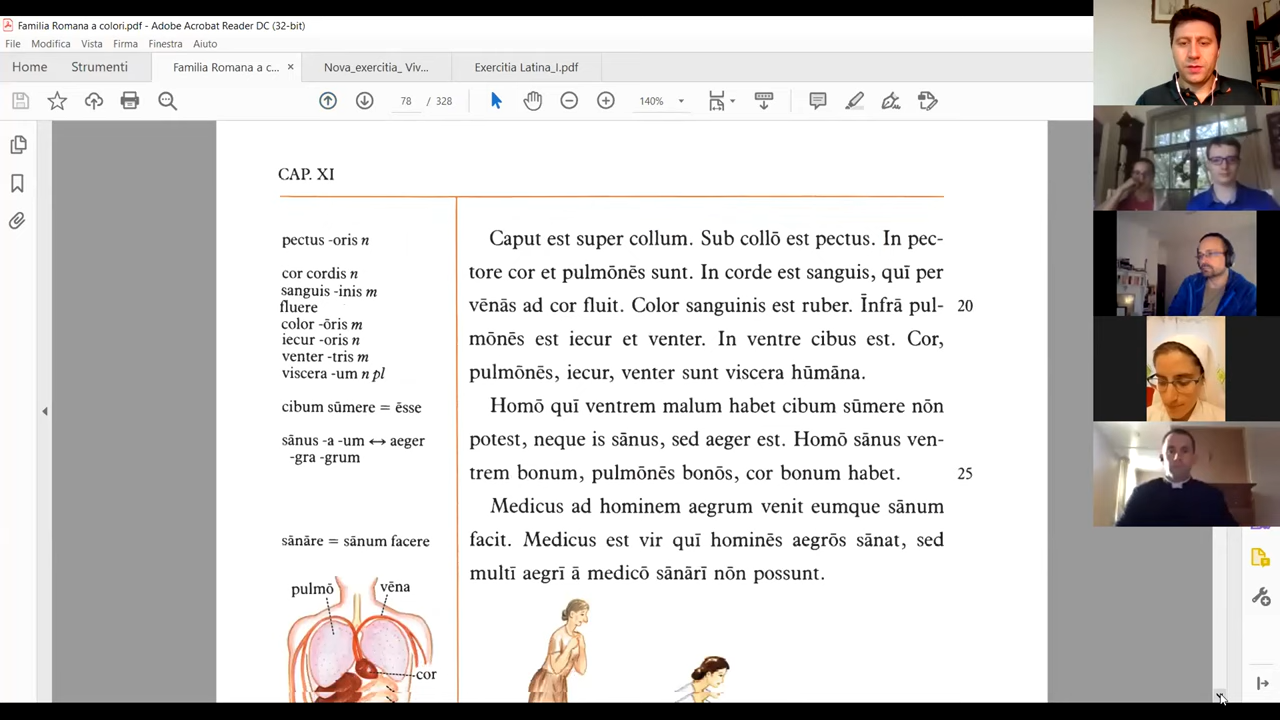 Familia Romana a colori.pdf - Adobe Acrobat Reader DC (32-bit)
File Modifica Vista Firma Finestra Aiuto
Home Strumenti Familia Romana a c... × Nova_exercitia_ Viv... Exercitia Latina_I.pdf
78 / 328 140%
CAP. XI
pectus -oris n
cor cordis n
sanguis -inis m
fluere
color -ōris m
iecur -oris n
venter -tris m
viscera -um n pl
cibum sūmere = ēsse
sānus -a -um ↔ aeger
-gra -grum
sānāre = sānum facere
pulmō vēna
cor
Caput est super collum. Sub collō est pectus. In pec-
tore cor et pulmōnēs sunt. In corde est sanguis, quī per
vēnās ad cor fluit. Color sanguinis est ruber. Īnfrā pul- 20
mōnēs est iecur et venter. In ventre cibus est. Cor,
pulmōnēs, iecur, venter sunt viscera hūmāna.
Homō quī ventrem malum habet cibum sūmere nōn
potest, neque is sānus, sed aeger est. Homō sānus ven-
trem bonum, pulmōnēs bonōs, cor bonum habet. 25
Medicus ad hominem aegrum venit eumque sānum
facit. Medicus est vir quī hominēs aegrōs sānat, sed
multī aegrī ā medicō sānārī nōn possunt.